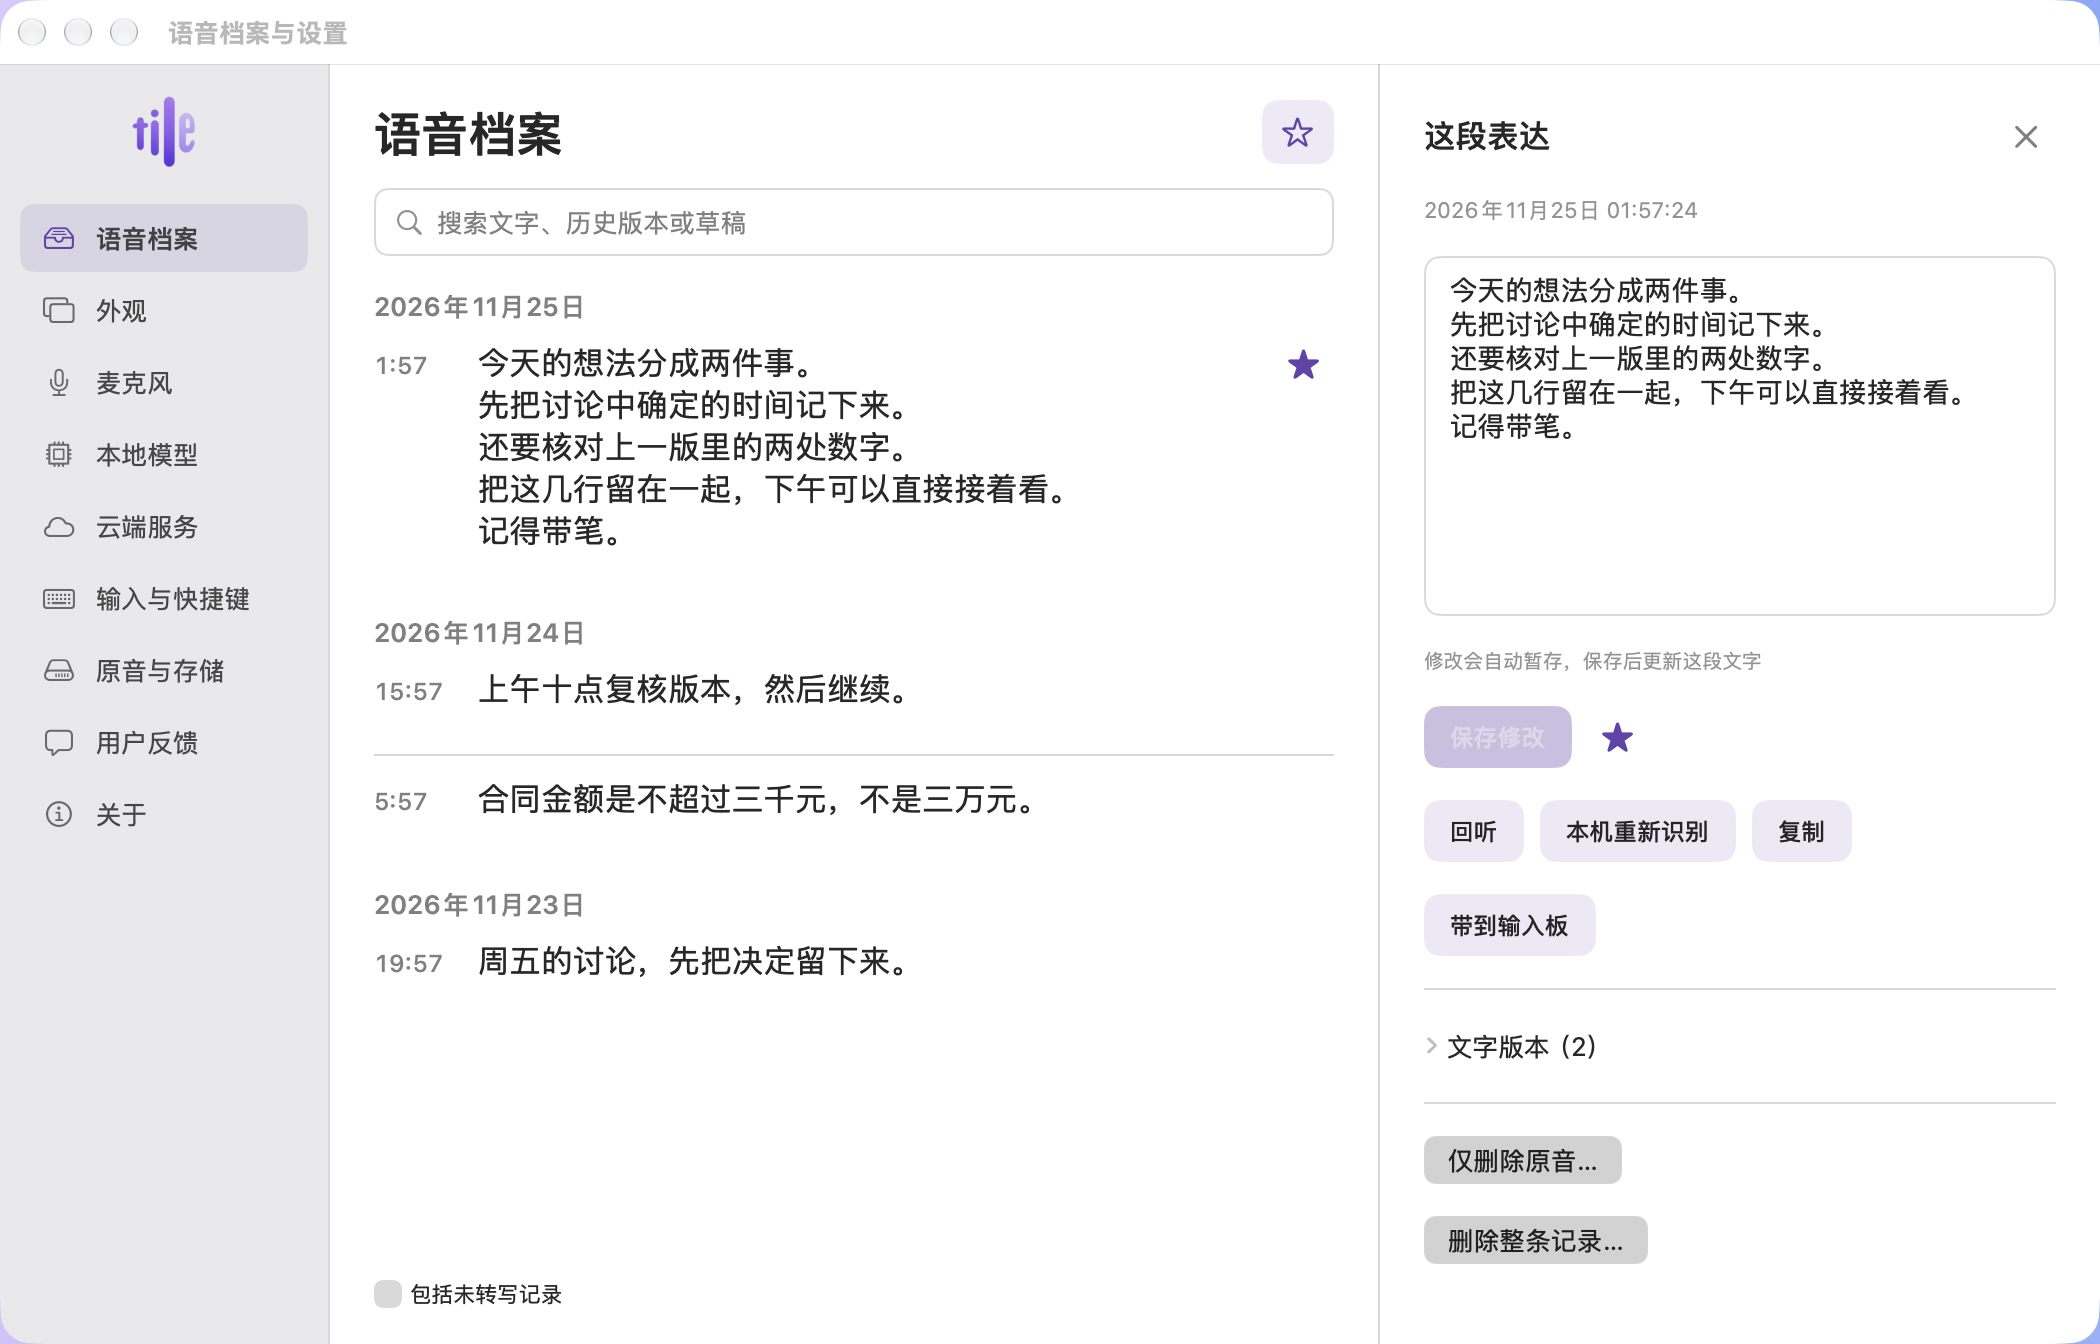 语音档案与设置
tile
语音档案
外观
麦克风
本地模型
云端服务
输入与快捷键
原音与存储
用户反馈
关于
语音档案
搜索文字、历史版本或草稿
2026年11月25日
1:57
今天的想法分成两件事。
先把讨论中确定的时间记下来。
还要核对上一版里的两处数字。
把这几行留在一起，下午可以直接接着看。
记得带笔。
2026年11月24日
15:57 上午十点复核版本，然后继续。
5:57 合同金额是不超过三千元，不是三万元。
2026年11月23日
19:57 周五的讨论，先把决定留下来。
包括未转写记录
这段表达
2026年11月25日 01:57:24
今天的想法分成两件事。
先把讨论中确定的时间记下来。
还要核对上一版里的两处数字。
把这几行留在一起，下午可以直接接着看。
记得带笔。
修改会自动暂存，保存后更新这段文字
保存修改
回听 本机重新识别 复制
带到输入板
文字版本 (2)
仅删除原音...
删除整条记录...